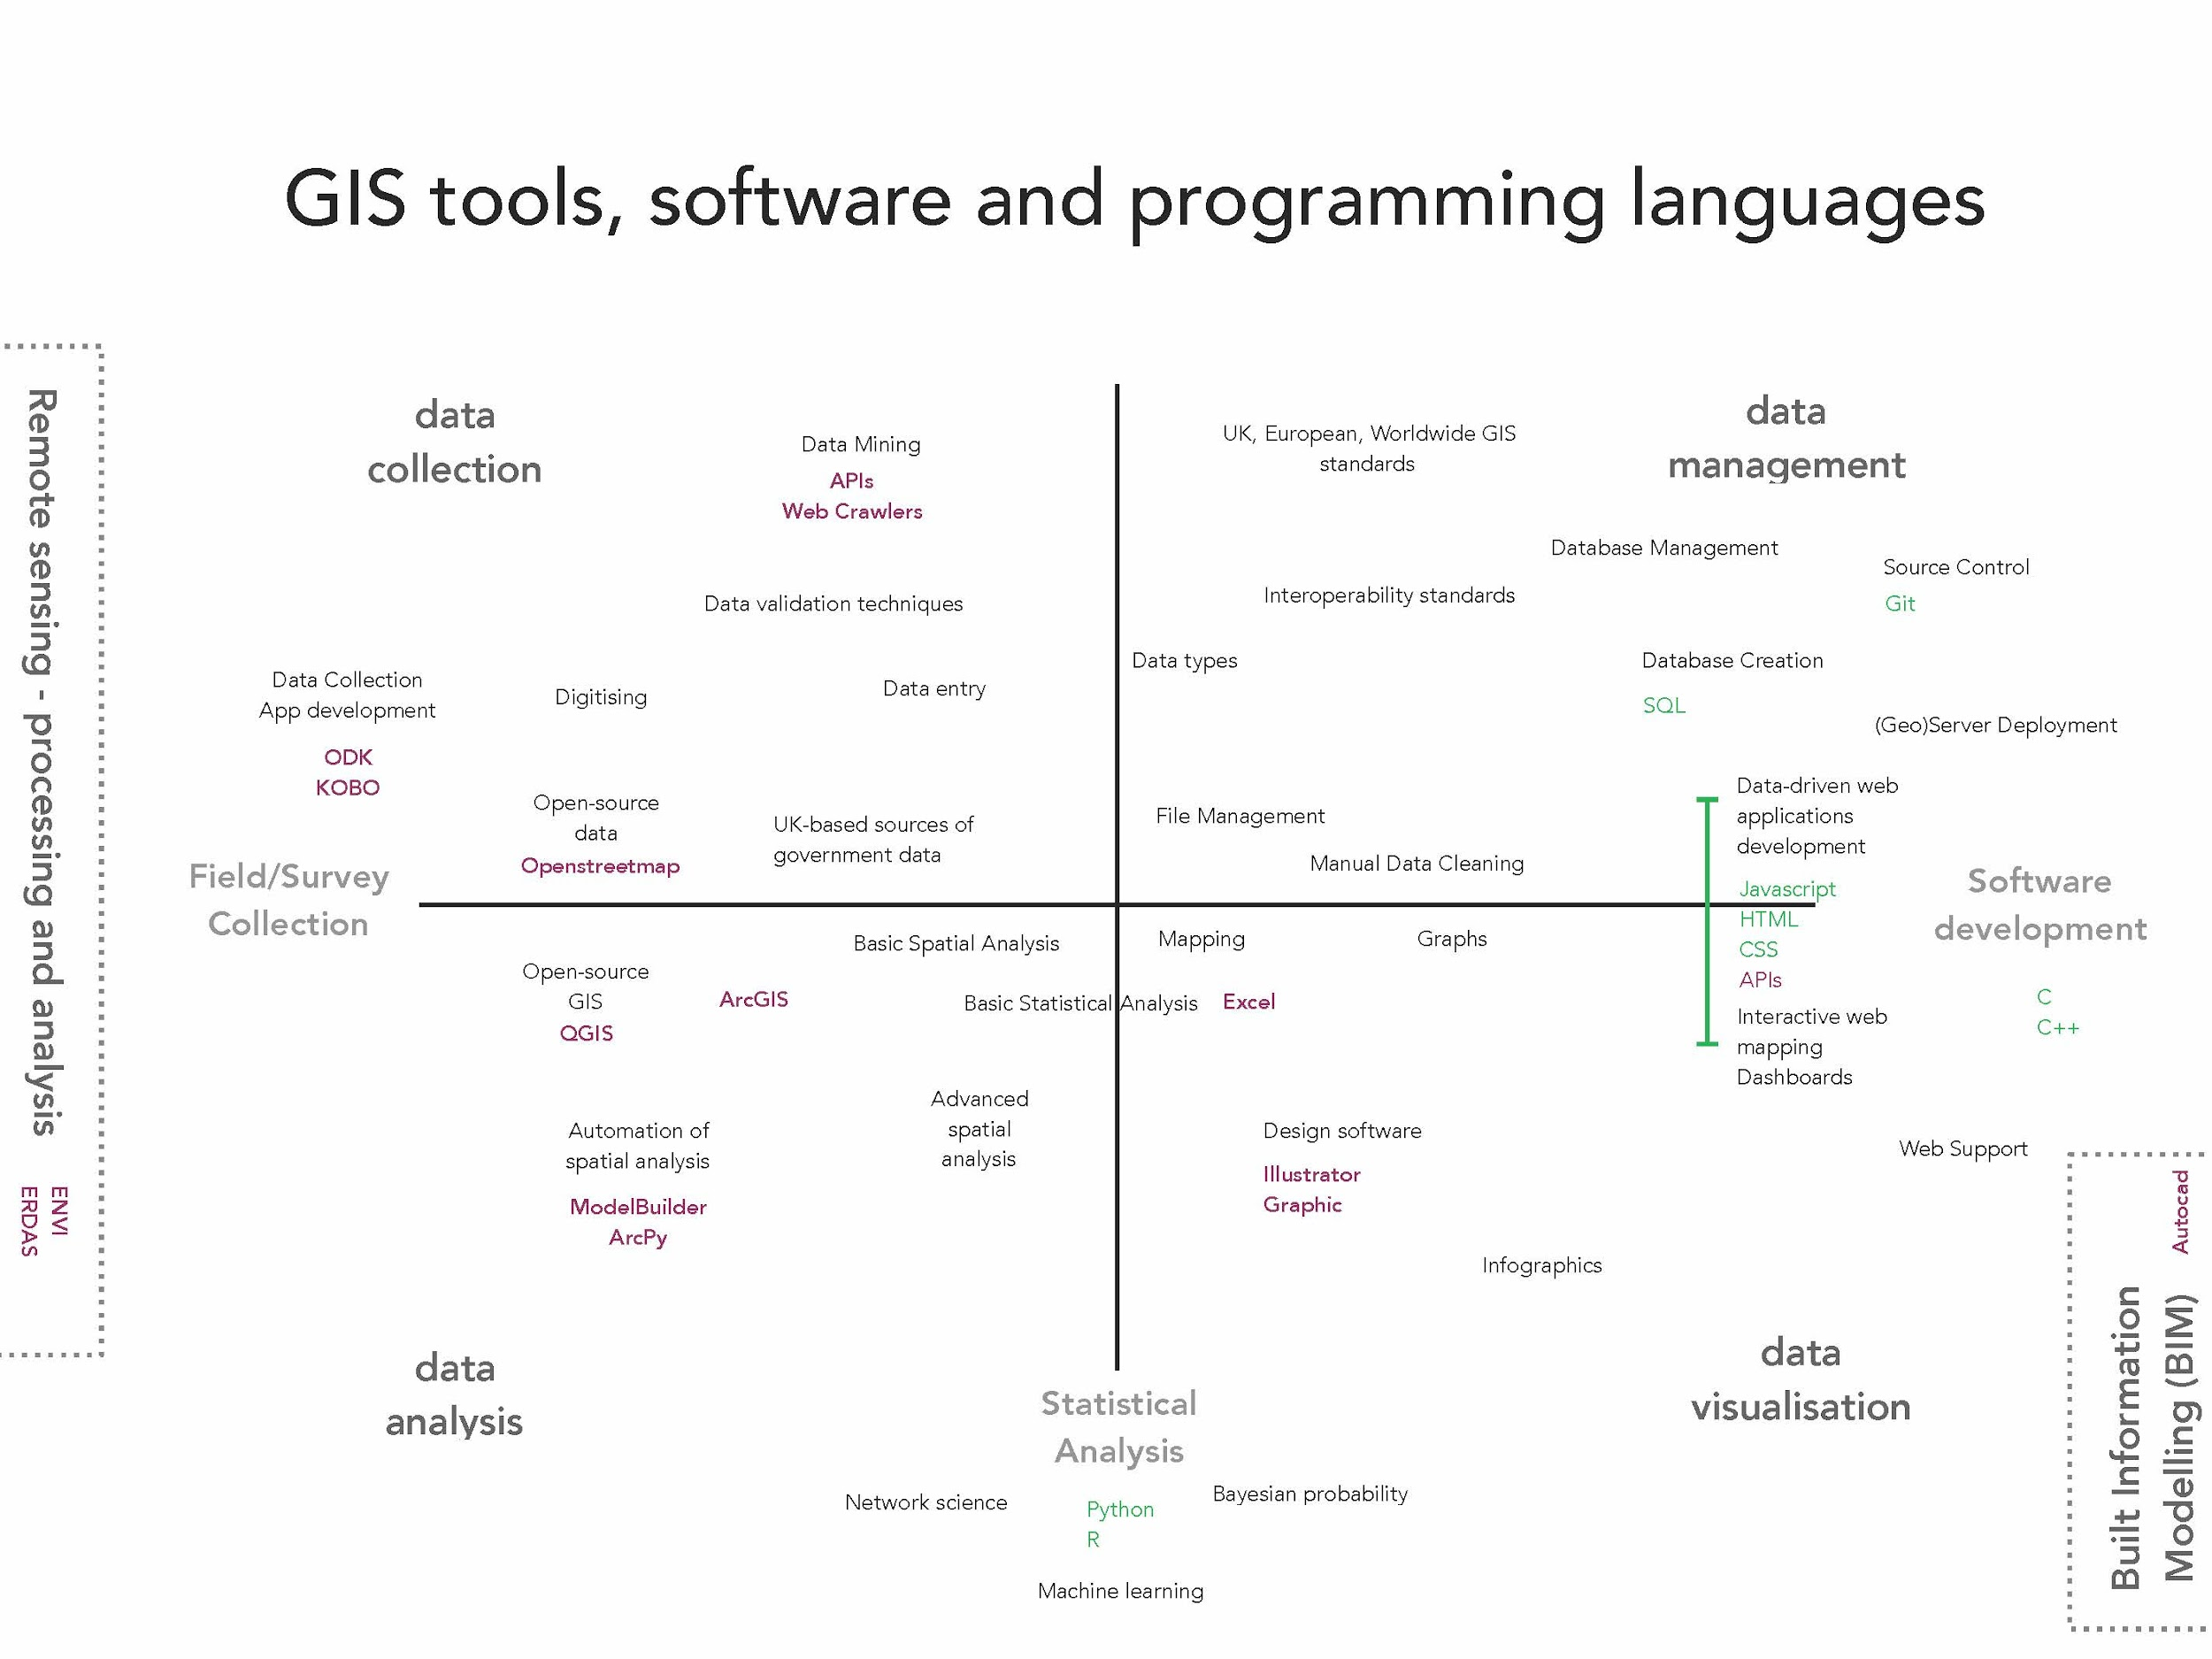 GIS tools, software and programming languages
Remote sensing - processing and analysis
ENVI
ERDAS
data
collection
Data Mining
APIs
Web Crawlers
Data validation techniques
Data Collection
App development
ODK
KOBO
Digitising
Data entry
Open-source
data
Openstreetmap
UK-based sources of
government data
Field/Survey
Collection
data
management
UK, European, Worldwide GIS
standards
Database Management
Source Control
Git
Interoperability standards
Data types
Database Creation
SQL
(Geo)Server Deployment
File Management
Manual Data Cleaning
Data-driven web
applications
development
Javascript
HTML
CSS
APIs
Interactive web
mapping
Dashboards
Software
development
C
C++
Basic Spatial Analysis
Open-source
GIS
QGIS
ArcGIS
Basic Statistical Analysis
Excel
Mapping
Graphs
Automation of
spatial analysis
ModelBuilder
ArcPy
Advanced
spatial
analysis
Design software
Illustrator
Graphic
Web Support
Infographics
data
analysis
data
visualisation
Statistical
Analysis
Network science
Python
R
Bayesian probability
Machine learning
Built Information
Modelling (BIM)
Autocad